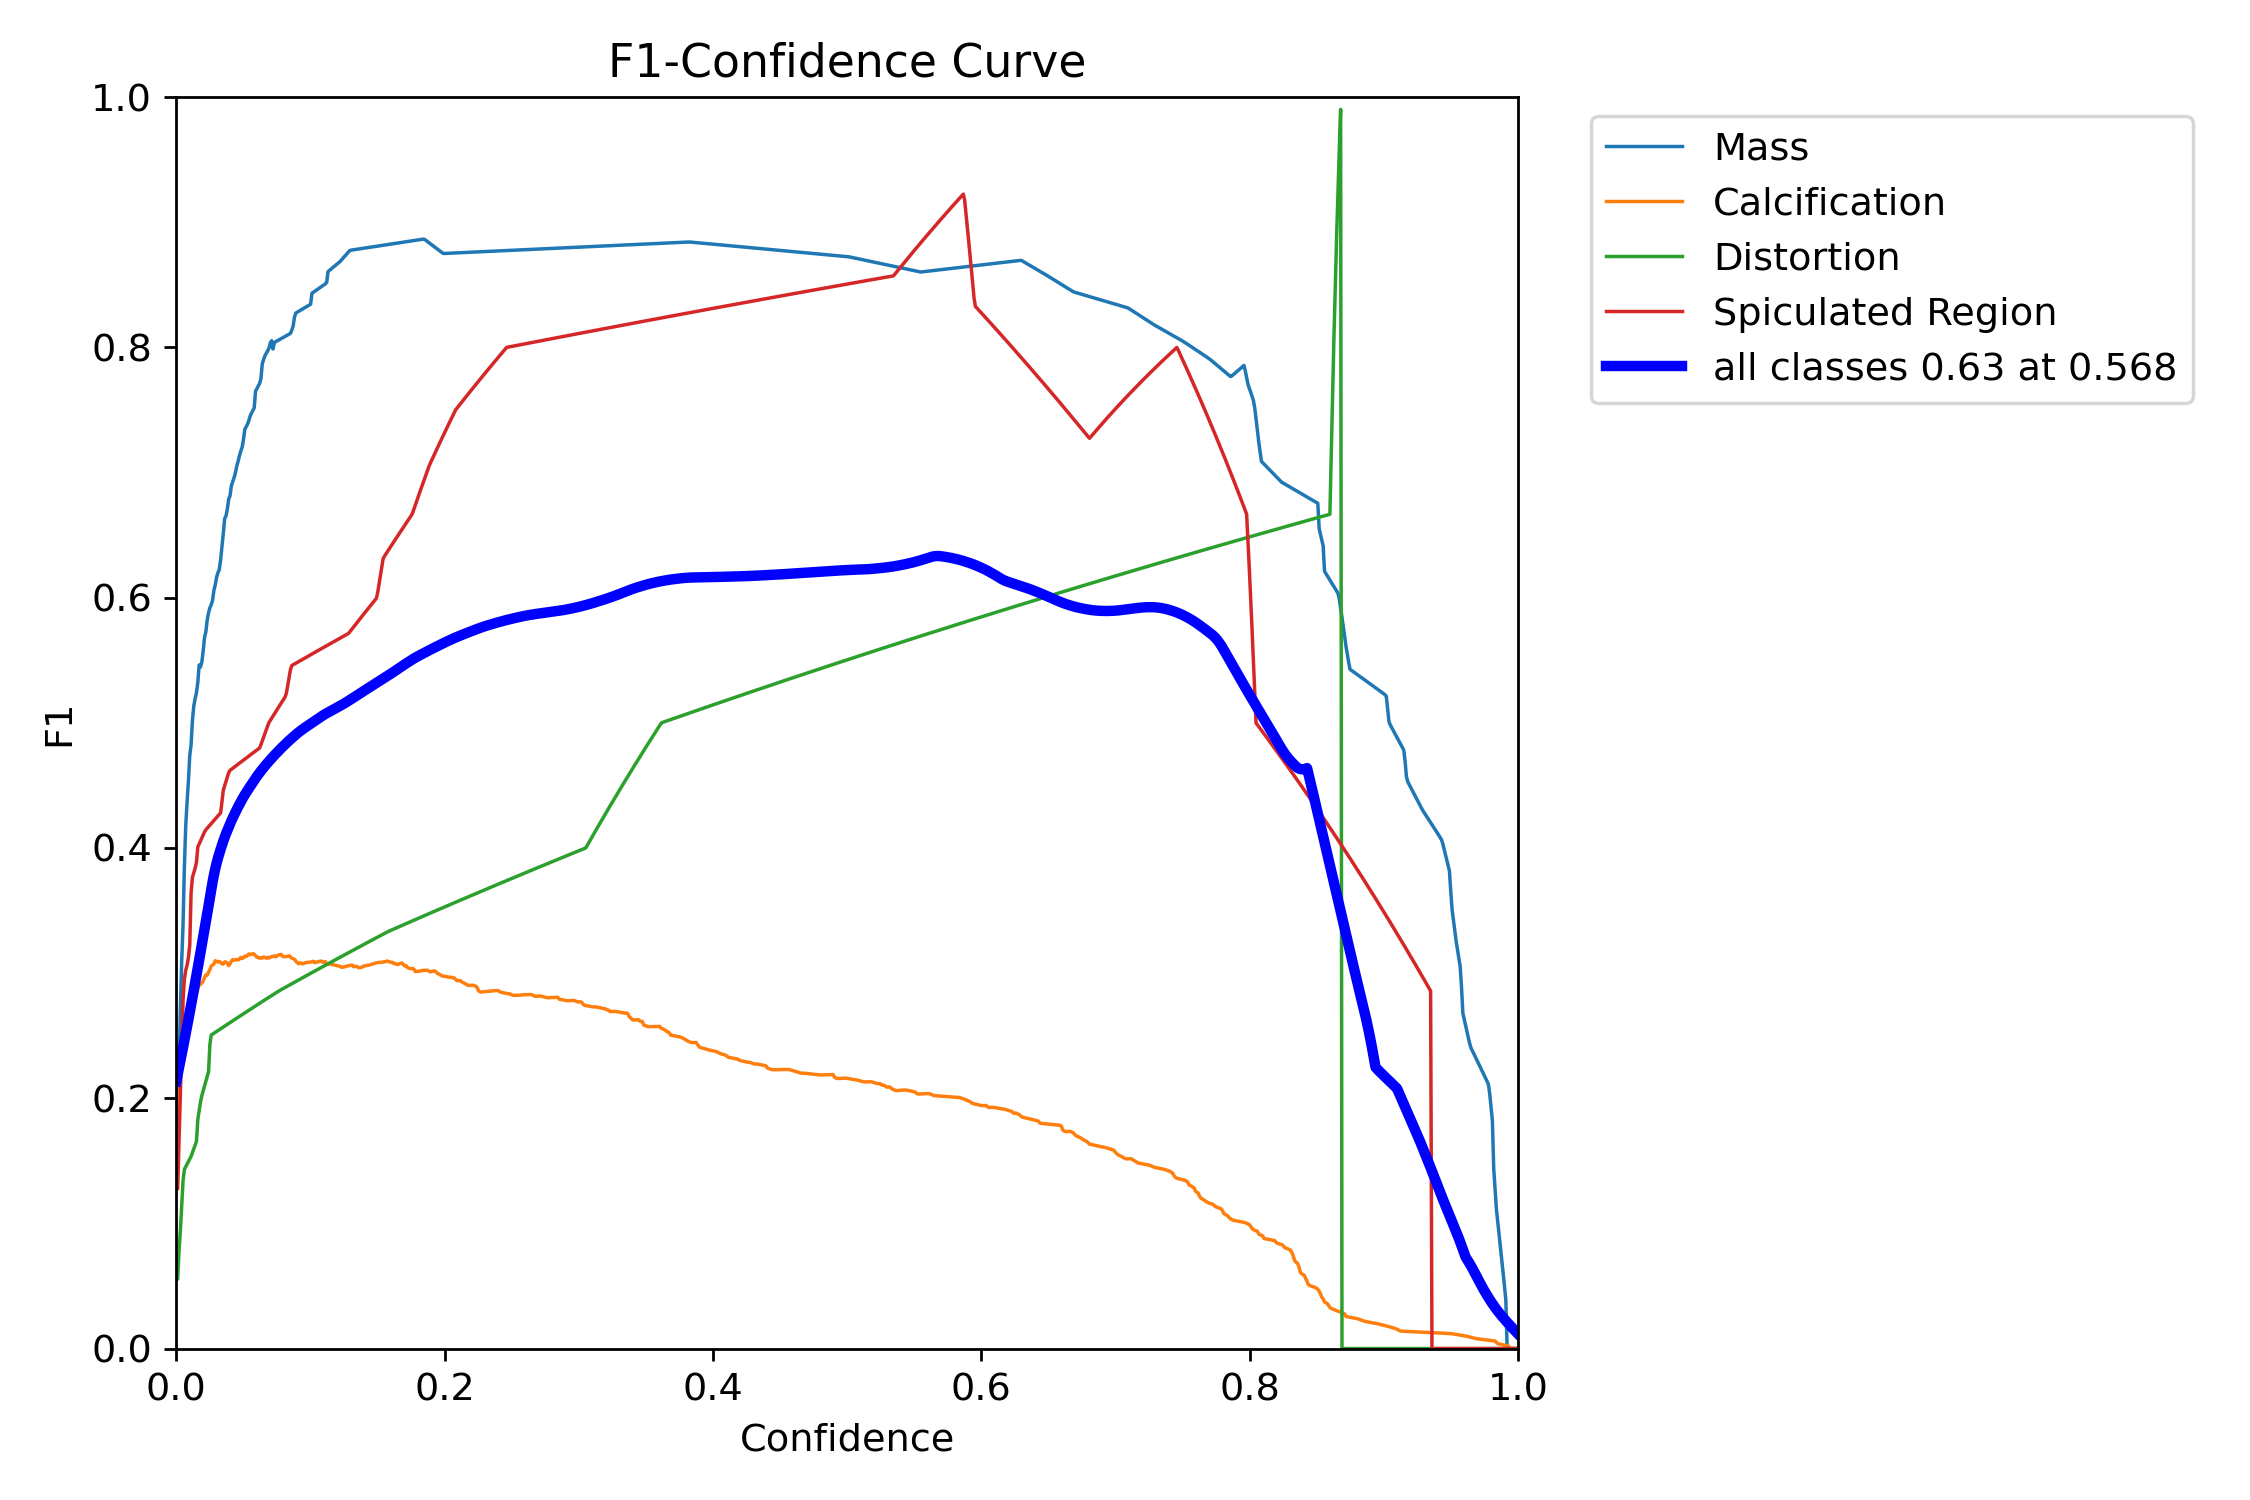 F1-Confidence Curve
1.0
0.8
0.6
0.4
0.2
0.0
F1
0.0 0.2 0.4 0.6 0.8 1.0
Confidence
Mass
Calcification
Distortion
Spiculated Region
all classes 0.63 at 0.568